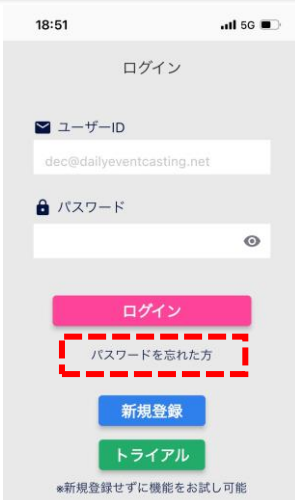 18:51
5G
ログイン
ユーザーID
dec@dailyeventcasting.net
パスワード
ログイン
パスワードを忘れた方
新規登録
トライアル
※新規登録せずに機能をお試し可能